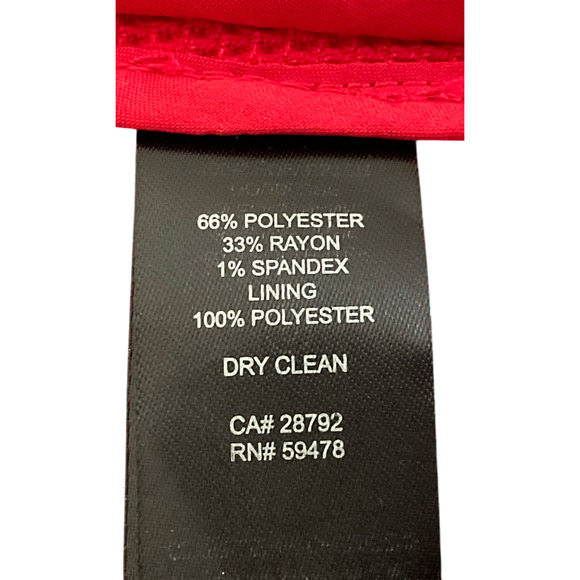 66% POLYESTER
33% RAYON
1% SPANDEX
LINING
100% POLYESTER
DRY CLEAN
CA# 28792
RN# 59478